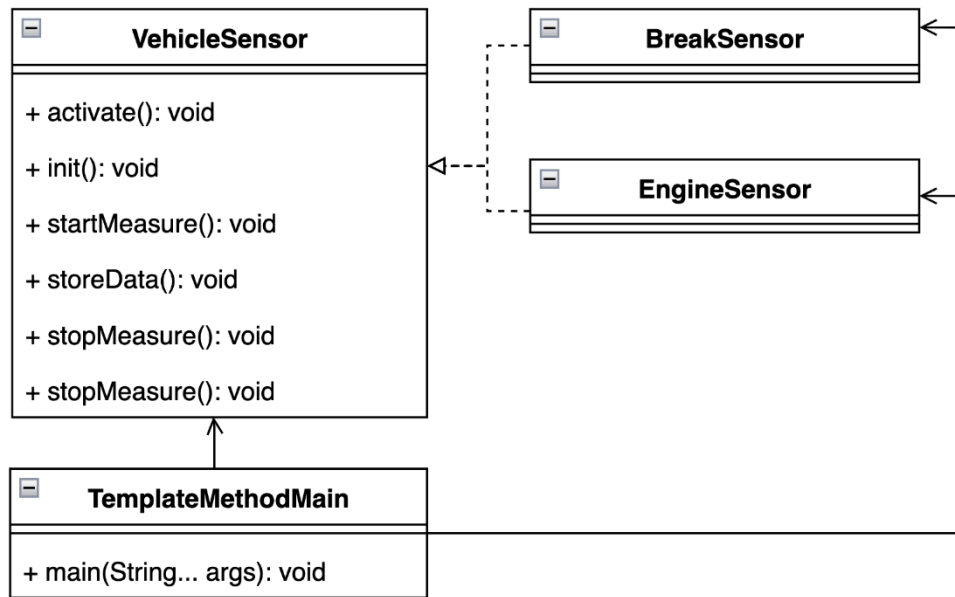 VehicleSensor
+ activate(): void
+ init(): void
+ startMeasure(): void
+ storeData(): void
+ stopMeasure(): void
+ stopMeasure(): void
BreakSensor
EngineSensor
TemplateMethodMain
+ main(String... args): void